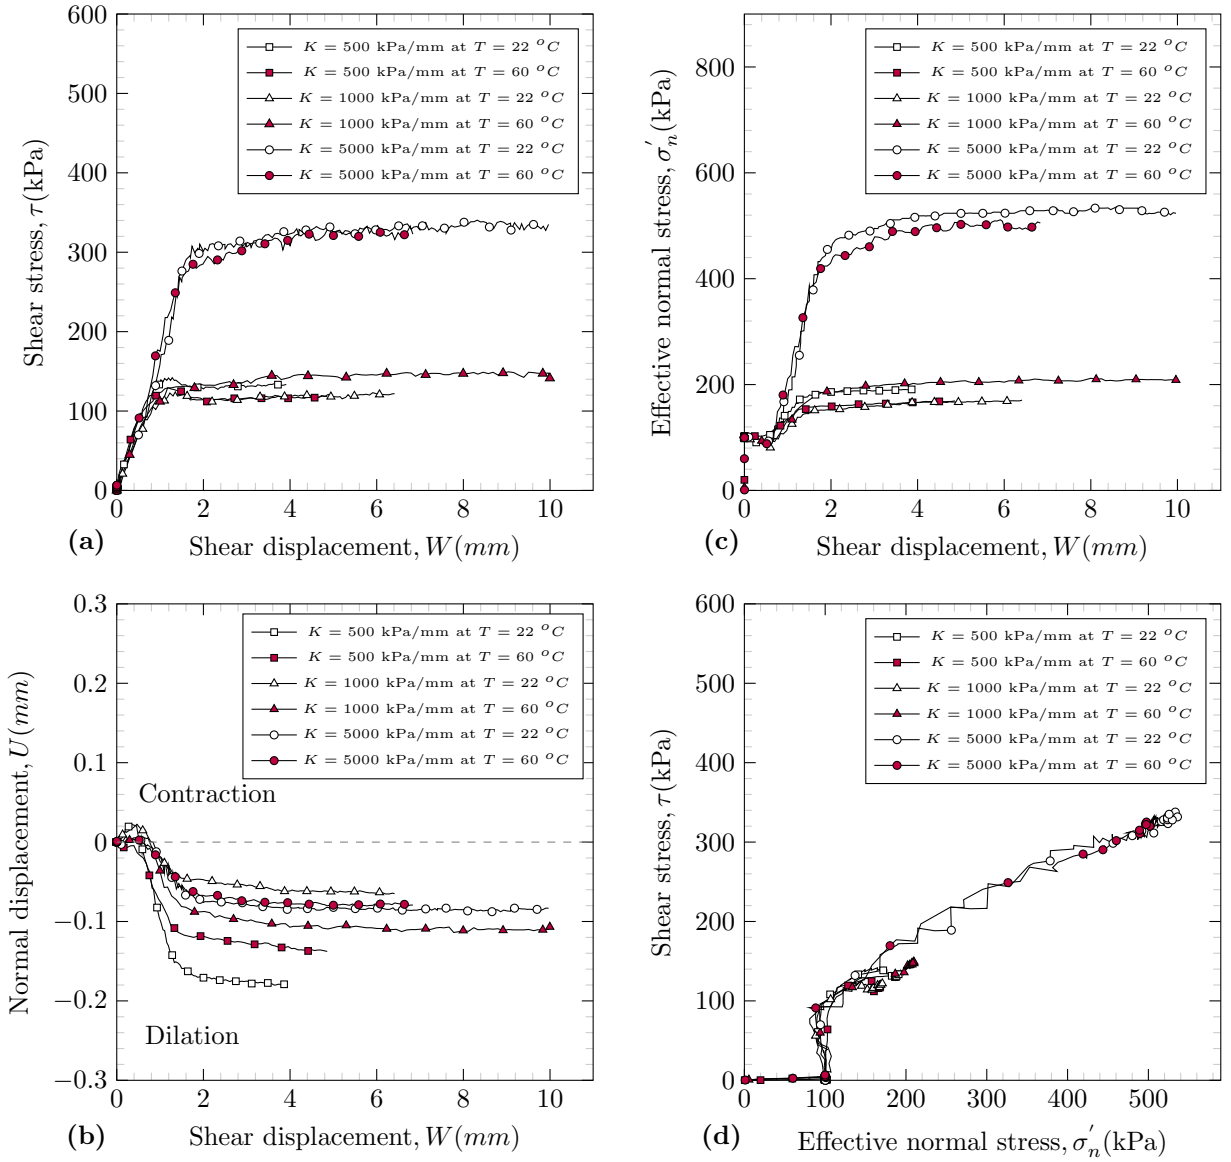 600
500
400
300
200
100
0
Shear stress, τ(kPa)
K = 500 kPa/mm at T = 22 °C
K = 500 kPa/mm at T = 60 °C
K = 1000 kPa/mm at T = 22 °C
K = 1000 kPa/mm at T = 60 °C
K = 5000 kPa/mm at T = 22 °C
K = 5000 kPa/mm at T = 60 °C
0 2 4 6 8 10
(a) Shear displacement, W(mm)
800
600
400
200
0
Effective normal stress, σ′n(kPa)
K = 500 kPa/mm at T = 22 °C
K = 500 kPa/mm at T = 60 °C
K = 1000 kPa/mm at T = 22 °C
K = 1000 kPa/mm at T = 60 °C
K = 5000 kPa/mm at T = 22 °C
K = 5000 kPa/mm at T = 60 °C
0 2 4 6 8 10
(c) Shear displacement, W(mm)
0.3
0.2
0.1
0
−0.1
−0.2
−0.3
Normal displacement, U(mm)
K = 500 kPa/mm at T = 22 °C
K = 500 kPa/mm at T = 60 °C
K = 1000 kPa/mm at T = 22 °C
K = 1000 kPa/mm at T = 60 °C
K = 5000 kPa/mm at T = 22 °C
K = 5000 kPa/mm at T = 60 °C
Contraction
Dilation
0 2 4 6 8 10
(b) Shear displacement, W(mm)
600
500
400
300
200
100
0
Shear stress, τ(kPa)
K = 500 kPa/mm at T = 22 °C
K = 500 kPa/mm at T = 60 °C
K = 1000 kPa/mm at T = 22 °C
K = 1000 kPa/mm at T = 60 °C
K = 5000 kPa/mm at T = 22 °C
K = 5000 kPa/mm at T = 60 °C
0 100 200 300 400 500
(d) Effective normal stress, σ′n(kPa)